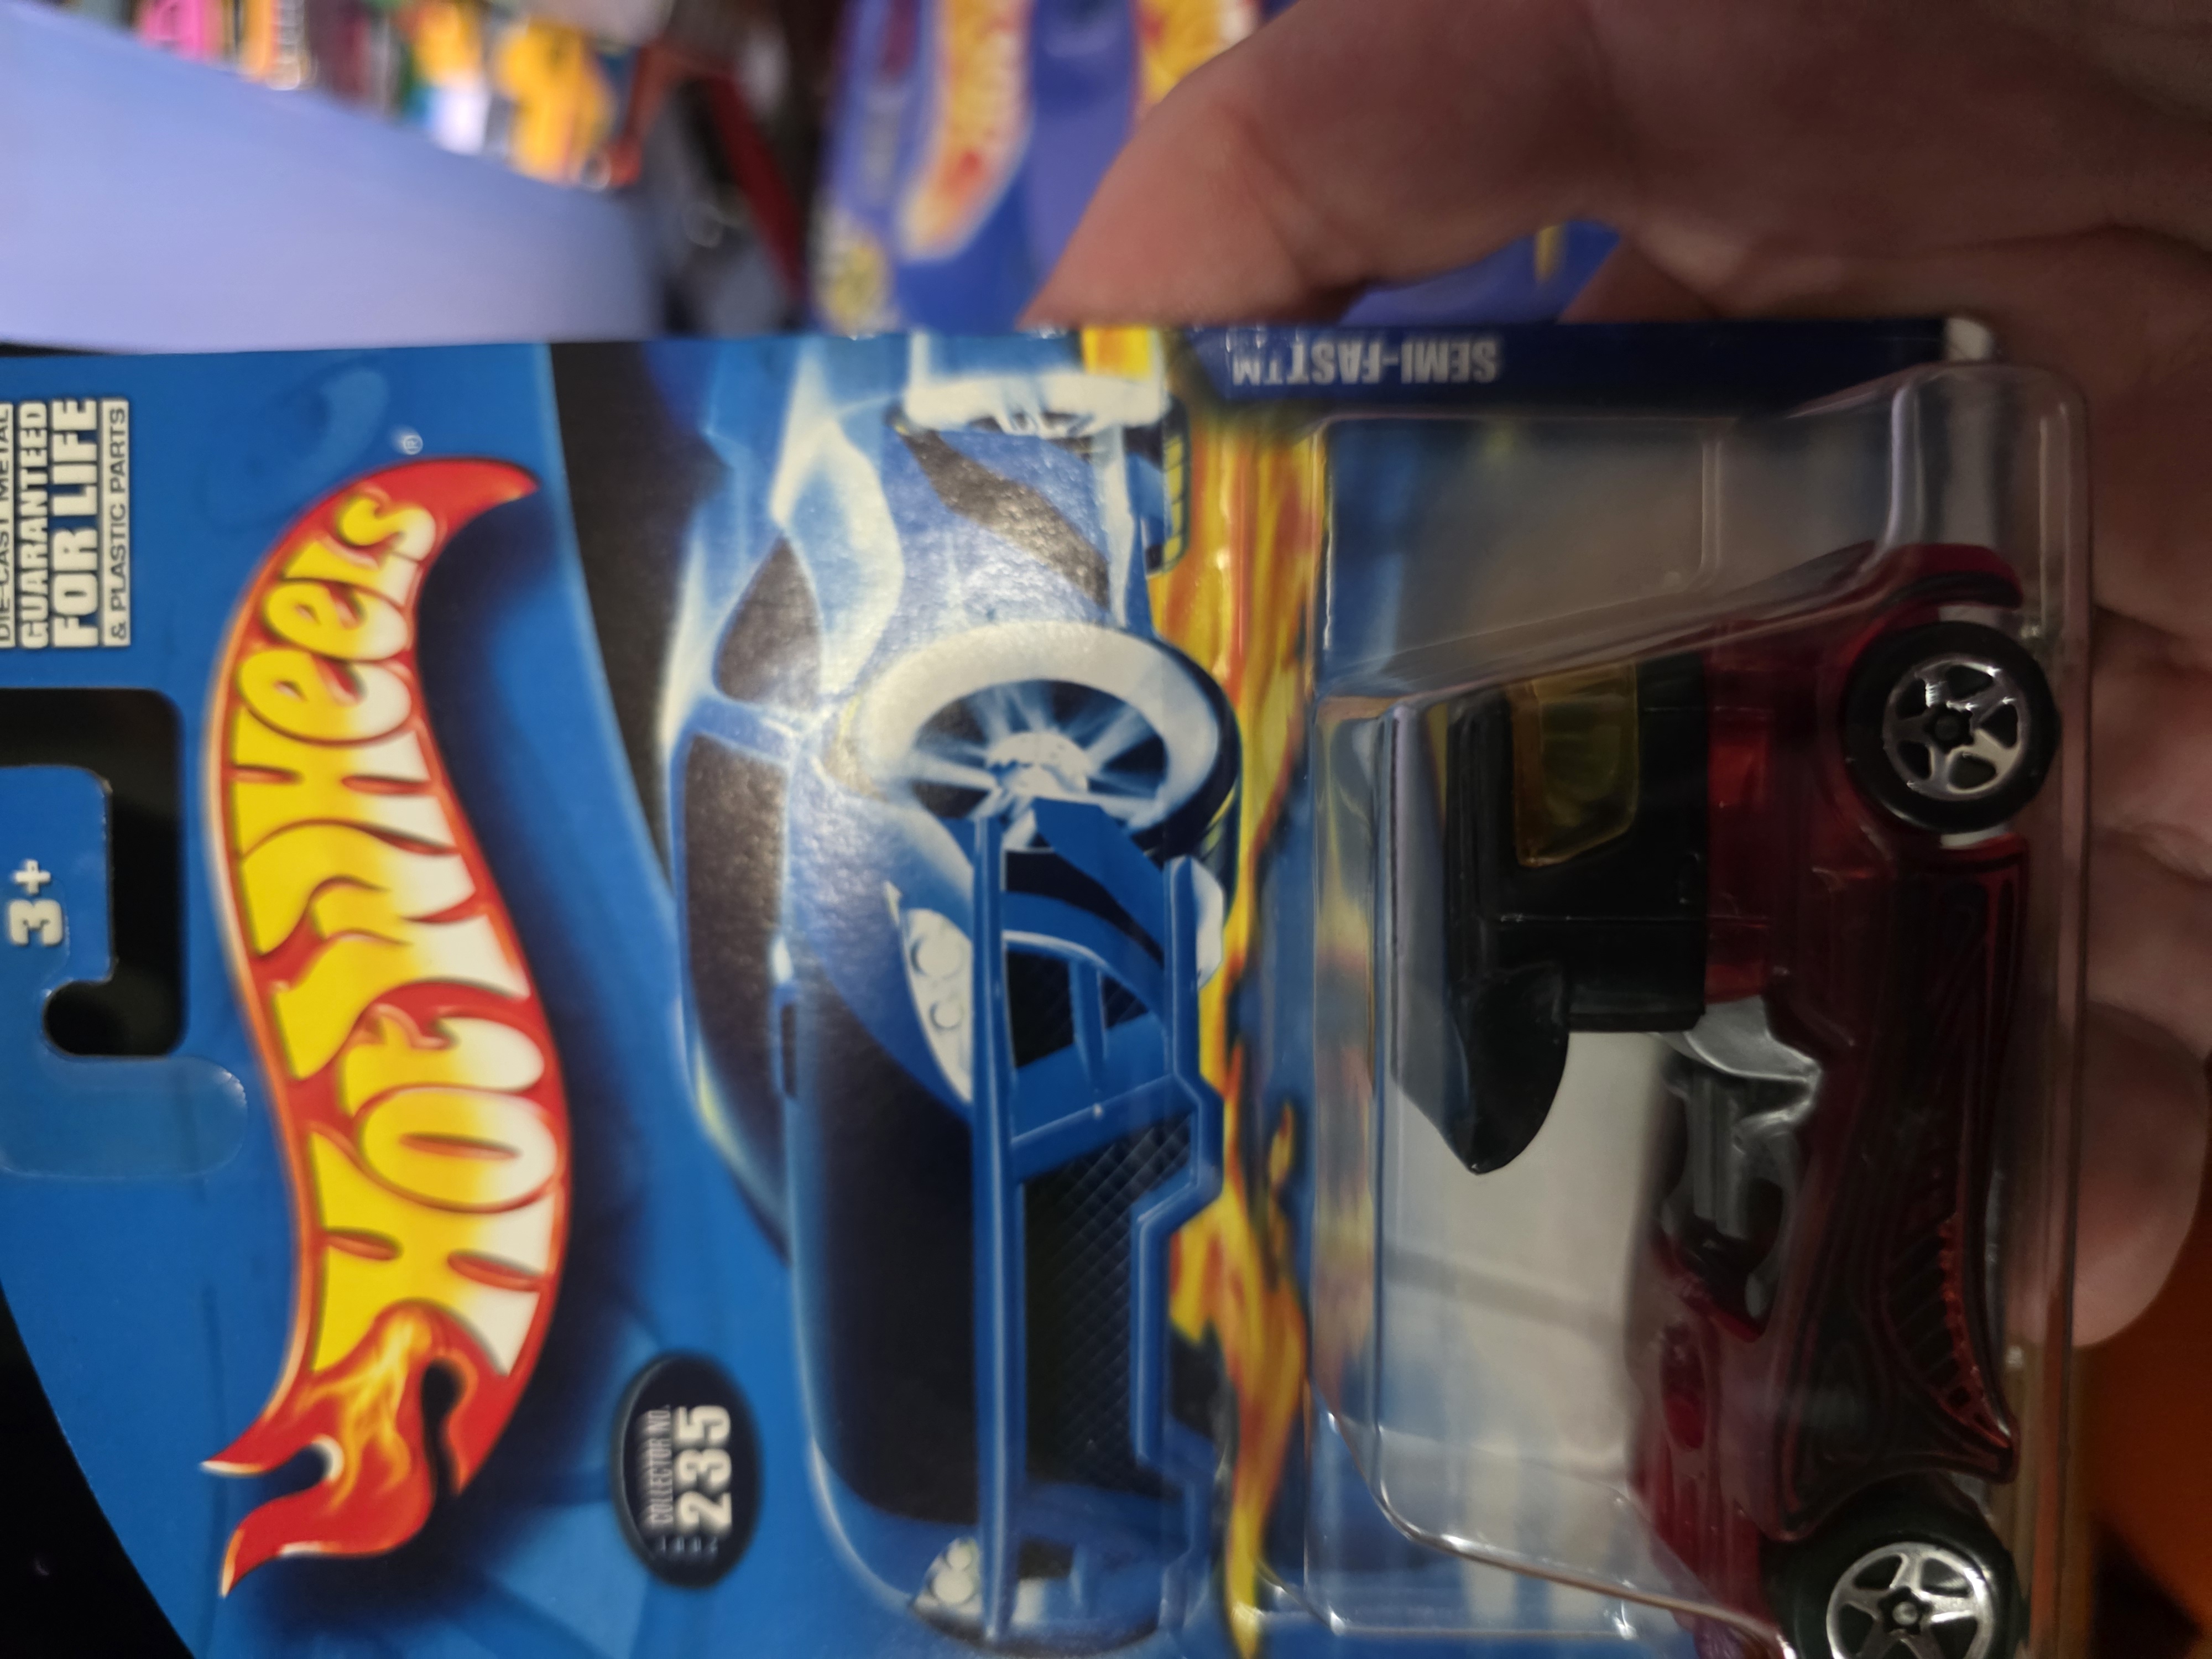 DIE-CAST METAL
GUARANTEED
FOR LIFE
& PLASTIC PARTS
3+
Hot Wheels
®
COLLECTOR NO.
235
SEMI-FAST™